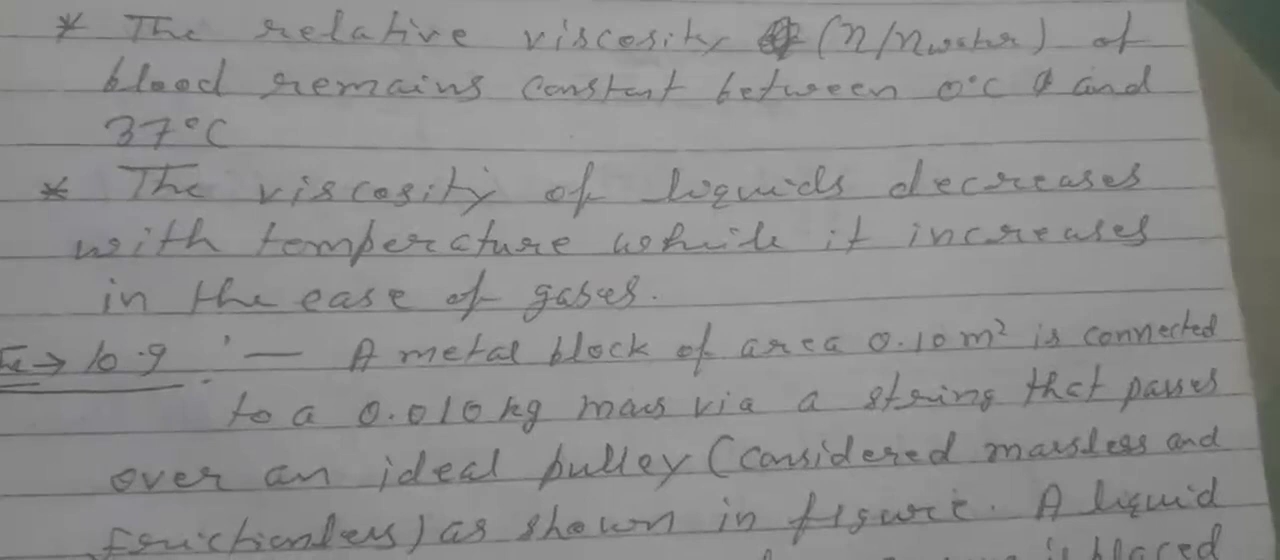 * The relative viscosity (η/ηwater) of
blood remains constant between 0°C and
37°C
* The viscosity of liquids decreases
with temperature while it increases
in the case of gases.
Ex → 10.9 : — A metal block of area 0.10 m² is connected
to a 0.010 kg mass via a string that passes
over an ideal pulley (considered massless and
frictionless) as shown in figure. A liquid
is placed